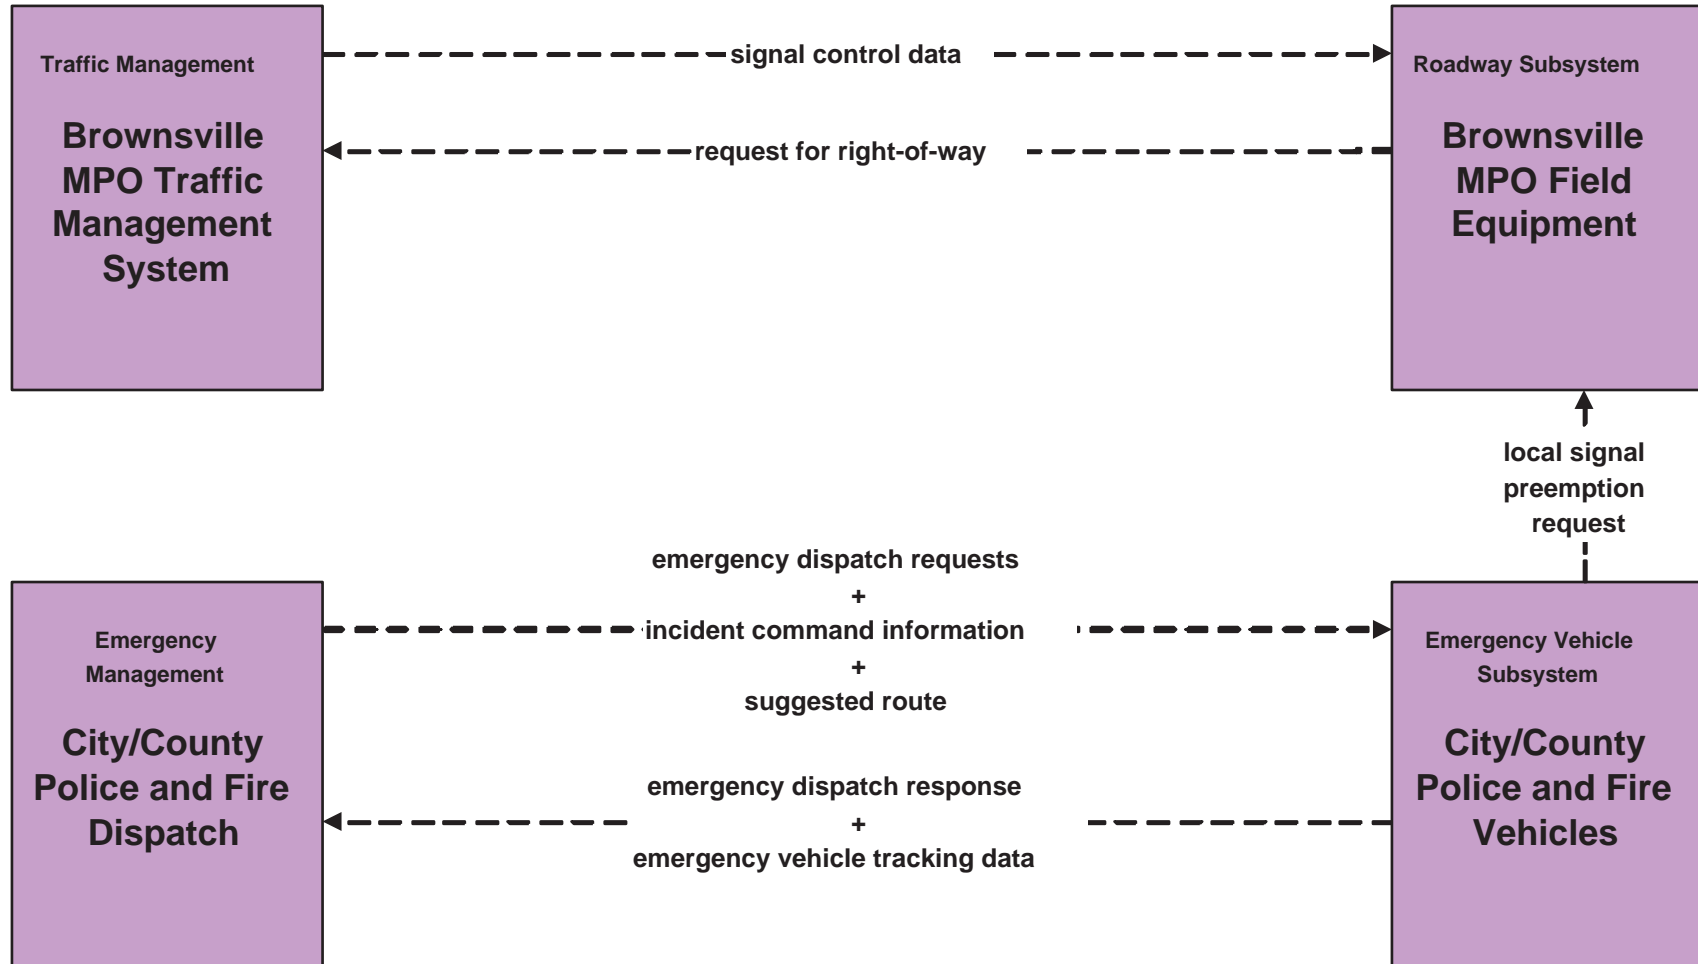 Traffic Management
Brownsville
MPO Traffic
Management
System
signal control data
request for right-of-way
Roadway Subsystem
Brownsville
MPO Field
Equipment
local signal
preemption
request
Emergency
Management
City/County
Police and Fire
Dispatch
emergency dispatch requests
+
incident command information
+
suggested route
emergency dispatch response
+
emergency vehicle tracking data
Emergency Vehicle
Subsystem
City/County
Police and Fire
Vehicles